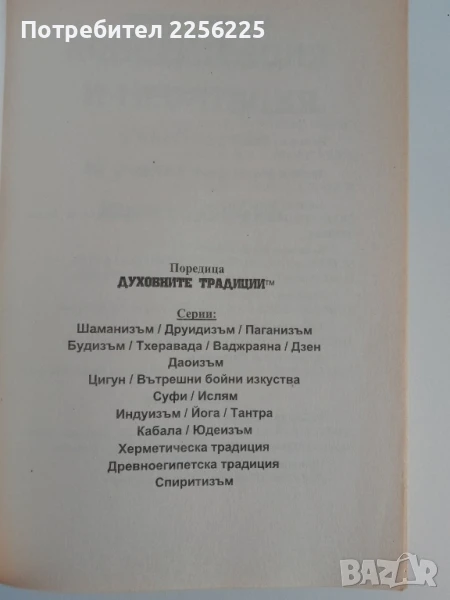 Потребител 2256225
Поредица
ДУХОВНИТЕ ТРАДИЦИИ™
Серии:
Шаманизъм / Друидизъм / Паганизъм
Будизъм / Тхеравада / Ваджраяна / Дзен
Даоизъм
Цигун / Вътрешни бойни изкуства
Суфи / Ислям
Индуизъм / Йога / Тантра
Кабала / Юдеизъм
Херметическа традиция
Древноегипетска традиция
Спиритизъм
BAZAR